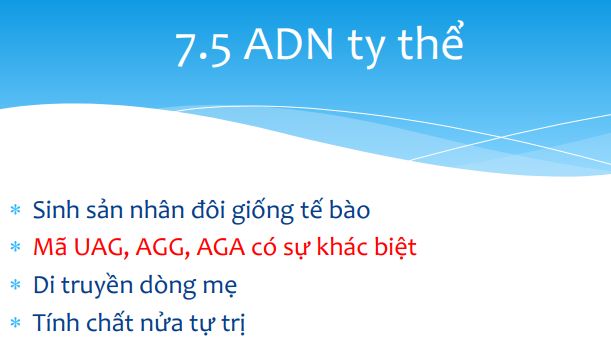 7.5 ADN ty thể
* Sinh sản nhân đôi giống tế bào
* Mã UAG, AGG, AGA có sự khác biệt
* Di truyền dòng mẹ
* Tính chất nửa tự trị